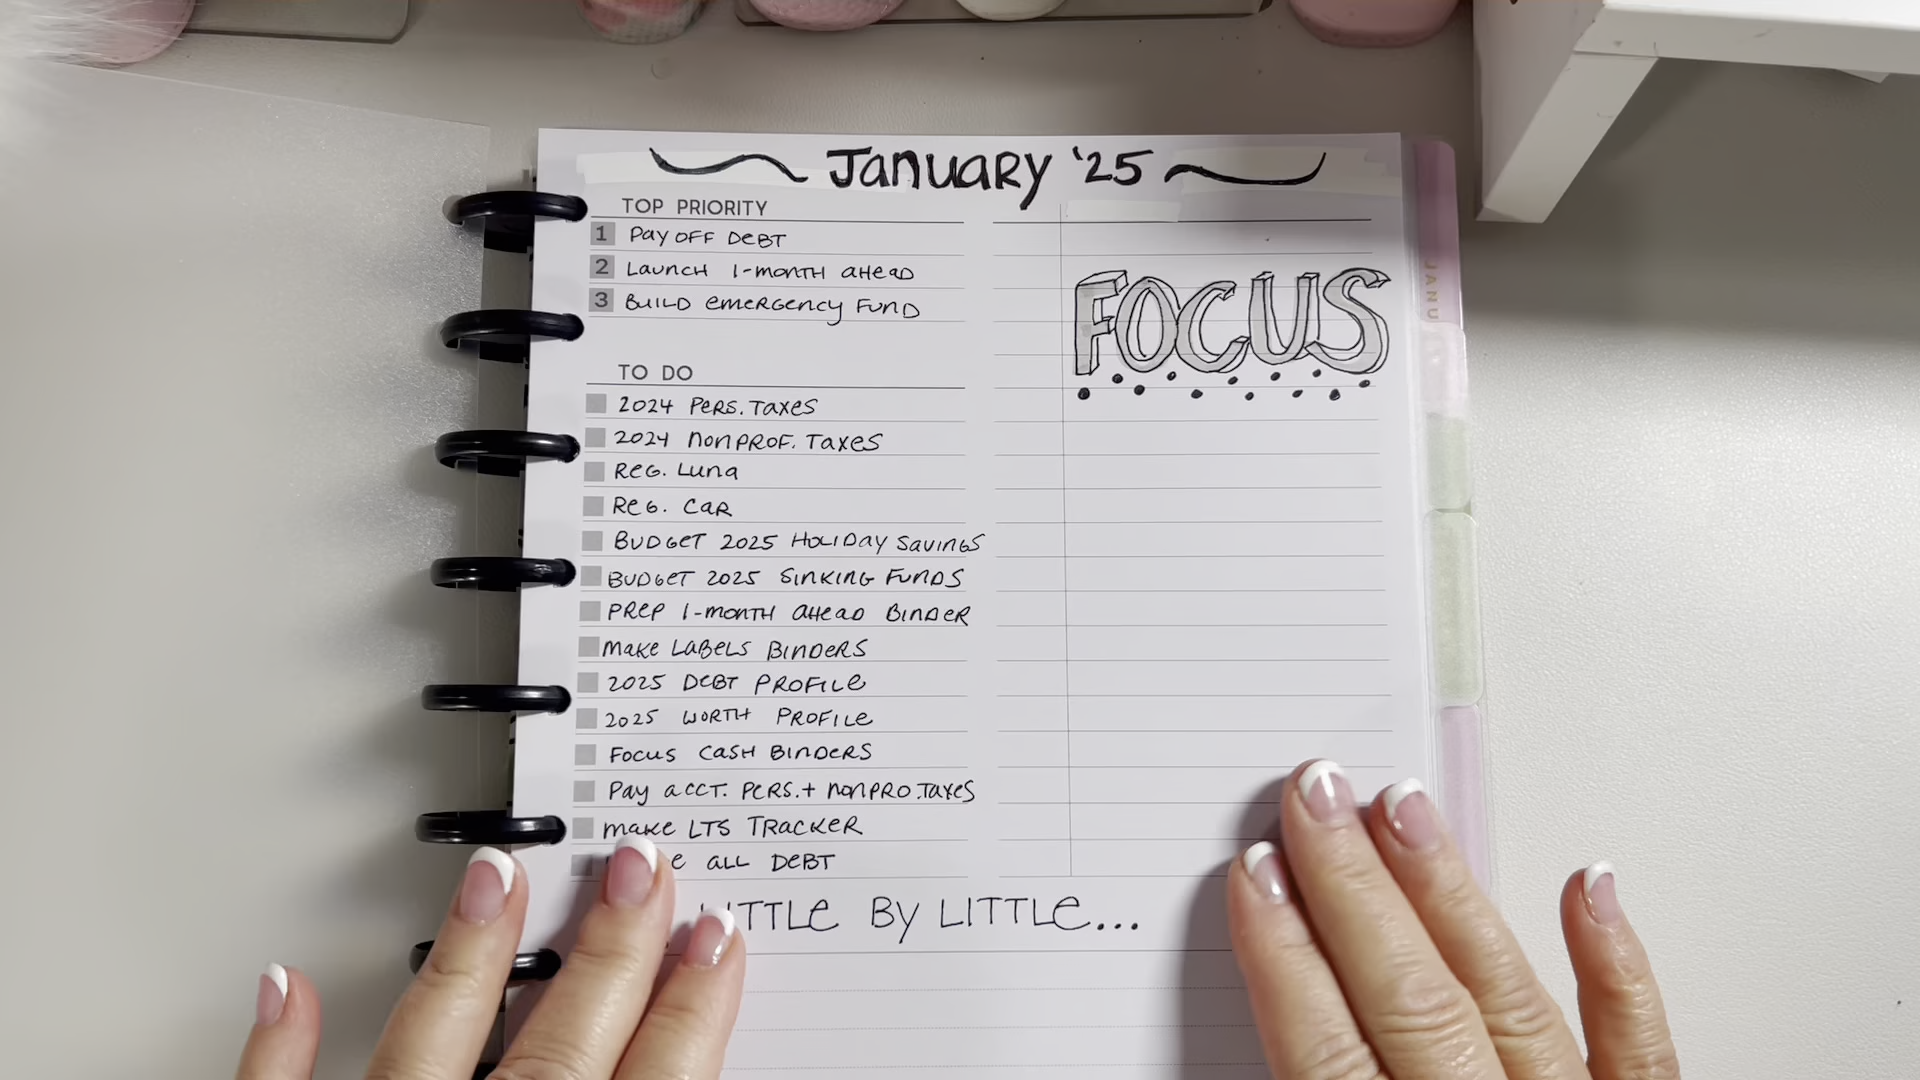 January '25
TOP PRIORITY
1 Pay OFF DEBT
2 Launch 1-month ahead
3 Build emergency Fund
FOCUS
TO DO
2024 Pers. Taxes
2024 nonprof. Taxes
Reg. Luna
Reg. Car
Budget 2025 Holiday Savings
Budget 2025 Sinking Funds
Prep 1-month ahead Binder
make Labels Binders
2025 Debt Profile
2025 Worth Profile
Focus Cash Binders
Pay acct. Pers. + nonpro. Taxes
make LTS Tracker
all Debt
Little By Little...
JANU